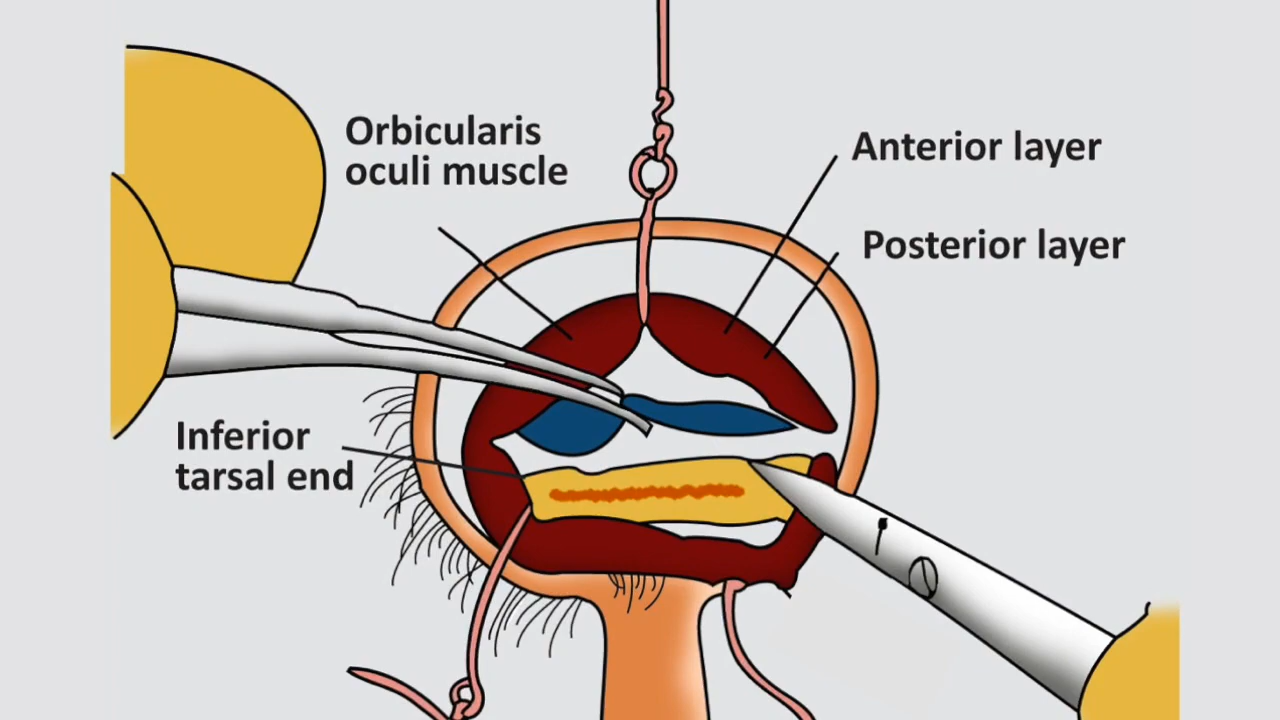 Orbicularis
oculi muscle
Anterior layer
Posterior layer
Inferior
tarsal end